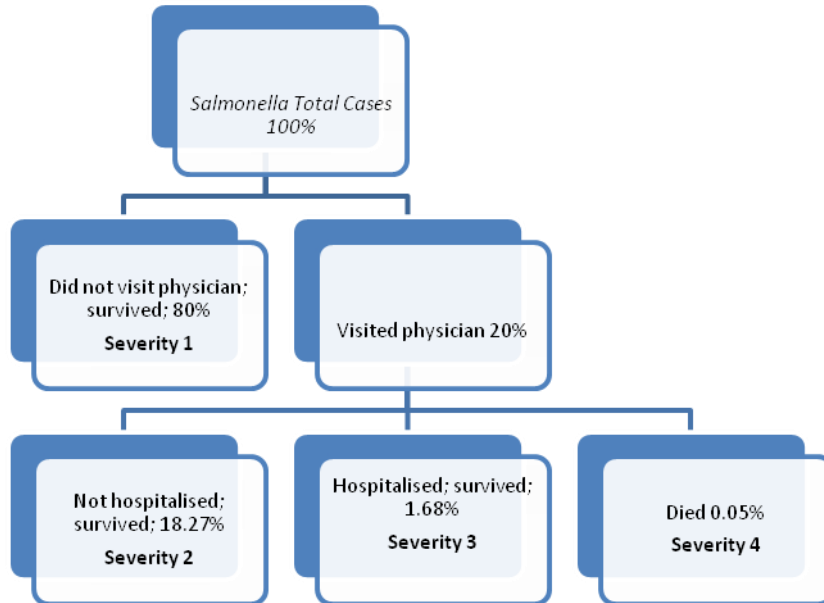 Salmonella Total Cases
100%
Did not visit physician;
survived; 80%
Severity 1
Visited physician 20%
Not hospitalised;
survived; 18.27%
Severity 2
Hospitalised; survived;
1.68%
Severity 3
Died 0.05%
Severity 4